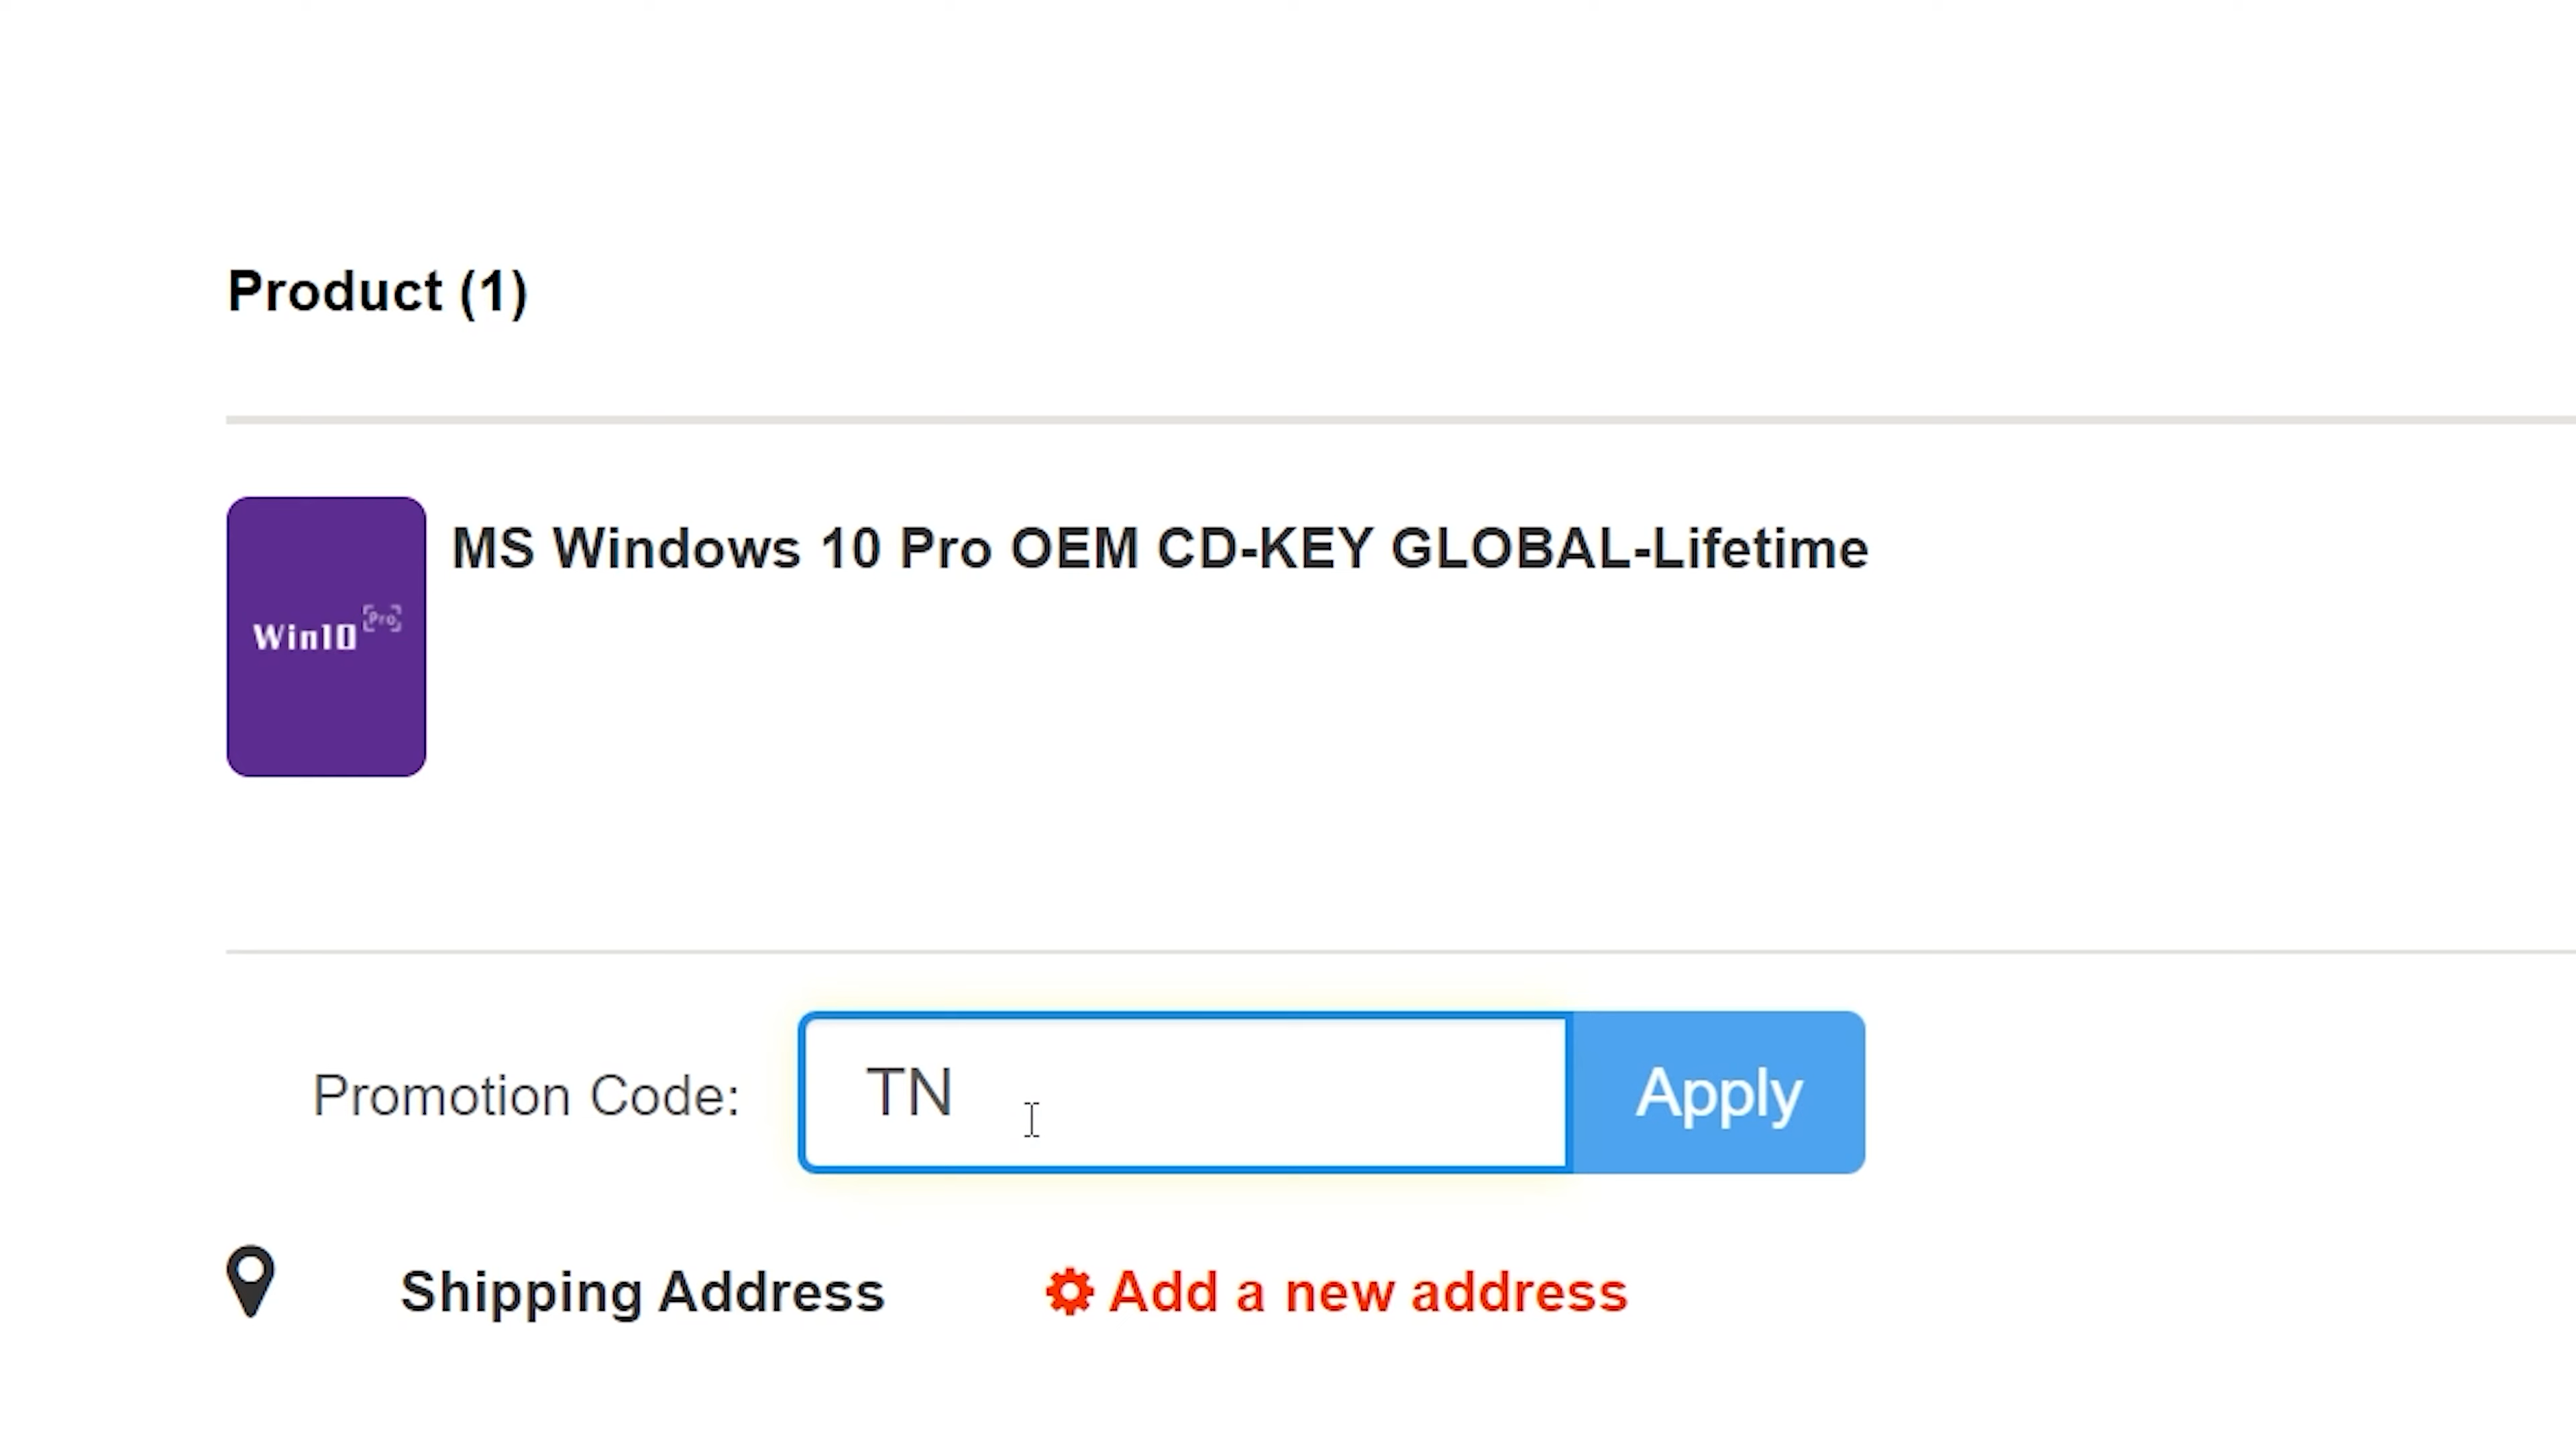 Product (1)
MS Windows 10 Pro OEM CD-KEY GLOBAL-Lifetime
Win10 Pro
Promotion Code:
TN
Apply
Shipping Address
Add a new address